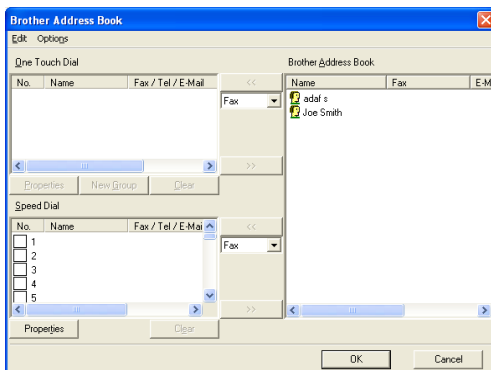 Brother Address Book
Edit Options
One Touch Dial
No. Name Fax / Tel / E-Mail
<<
Fax
>>
Properties New Group Clear
Brother Address Book
Name Fax E-M
adaf s
Joe Smith
Speed Dial
No. Name Fax / Tel / E-Mai
1
2
3
4
5
<<
Fax
>>
Properties Clear
OK Cancel